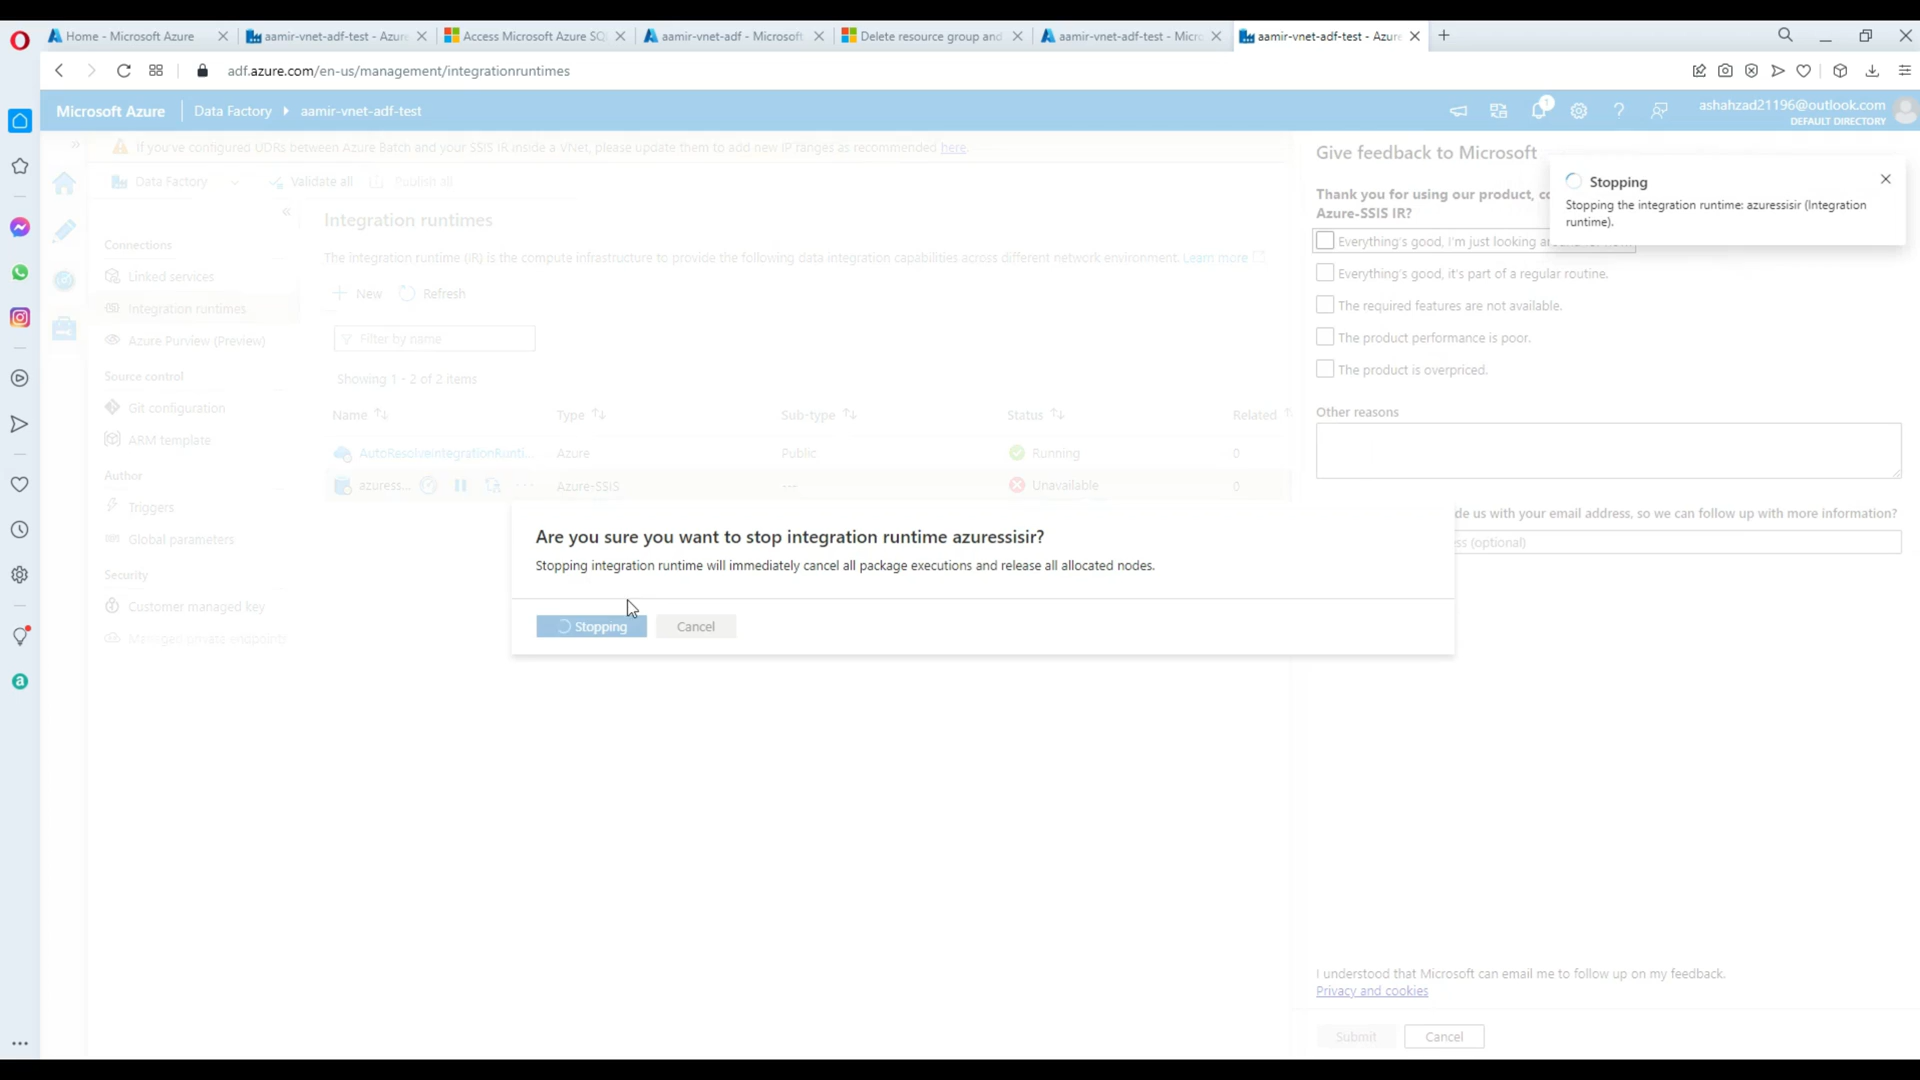 Home - Microsoft Azure
aamir-vnet-adf-test - Azure
Access Microsoft Azure SQ
aamir-vnet-adf - Microsoft
Delete resource group and
aamir-vnet-adf-test - Micro
aamir-vnet-adf-test - Azure
adf.azure.com/en-us/management/integrationruntimes
Microsoft Azure
Data Factory
aamir-vnet-adf-test
1
ashahzad21196@outlook.com
DEFAULT DIRECTORY
If you've configured UDRs between Azure Batch and your SSIS IR inside a VNet, please update them to add new IP ranges as recommended here.
Data Factory
Validate all
Publish all
Connections
Linked services
Integration runtimes
Azure Purview (Preview)
Source control
Git configuration
ARM template
Author
Triggers
Global parameters
Security
Customer managed key
Managed private endpoints
Integration runtimes
The integration runtime (IR) is the compute infrastructure to provide the following data integration capabilities across different network environment. Learn more
New
Refresh
Filter by name
Showing 1 - 2 of 2 items
Name
Type
Sub-type
Status
Related
AutoResolveIntegrationRunti...
Azure
Public
Running
0
azuress...
Azure-SSIS
---
Unavailable
0
Are you sure you want to stop integration runtime azuressisir?
Stopping integration runtime will immediately cancel all package executions and release all allocated nodes.
Stopping
Cancel
Give feedback to Microsoft
Thank you for using our product,
Azure-SSIS IR?
Everything's good, I'm just looking
Everything's good, it's part of a regular routine.
The required features are not available.
The product performance is poor.
The product is overpriced.
Other reasons
de us with your email address, so we can follow up with more information?
ss (optional)
I understood that Microsoft can email me to follow up on my feedback.
Privacy and cookies
Submit
Cancel
Stopping
Stopping the integration runtime: azuressisir (Integration
runtime).
a